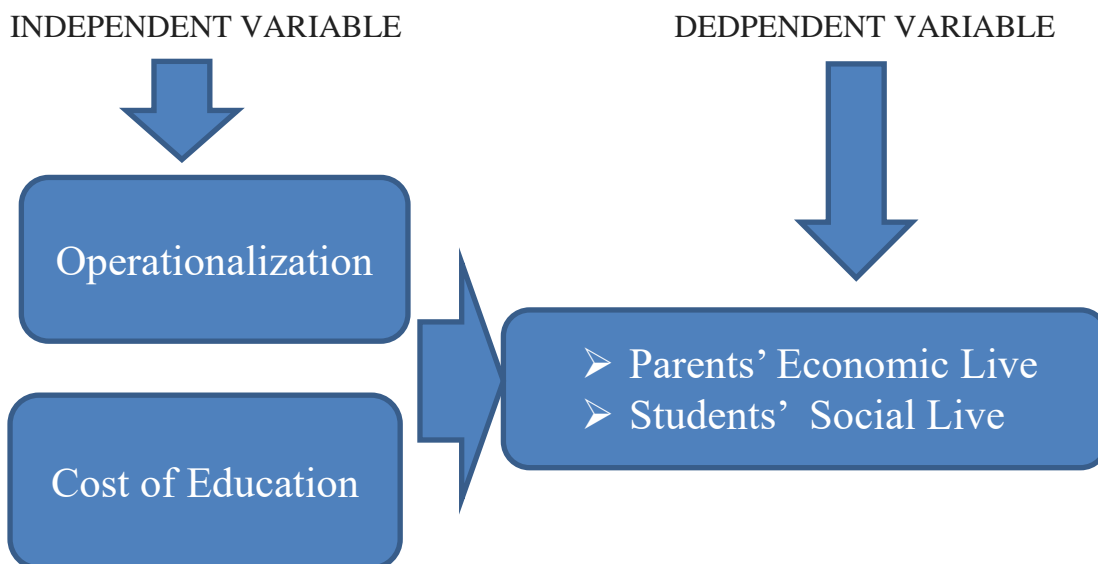 INDEPENDENT VARIABLE
DEDPENDENT VARIABLE
Operationalization
Cost of Education
➢ Parents’ Economic Live
➢ Students’ Social Live